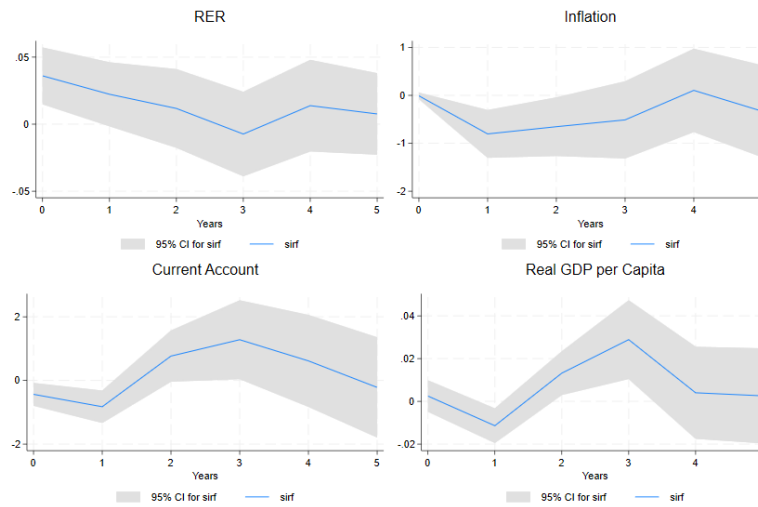 RER
.05
0
-.05
0 1 2 3 4 5
Years
95% CI for sirf sirf
Inflation
1
0
-1
-2
0 1 2 3 4
Years
95% CI for sirf sirf
Current Account
2
0
-2
0 1 2 3 4 5
Years
95% CI for sirf sirf
Real GDP per Capita
.04
.02
0
-.02
0 1 2 3 4
Years
95% CI for sirf sirf